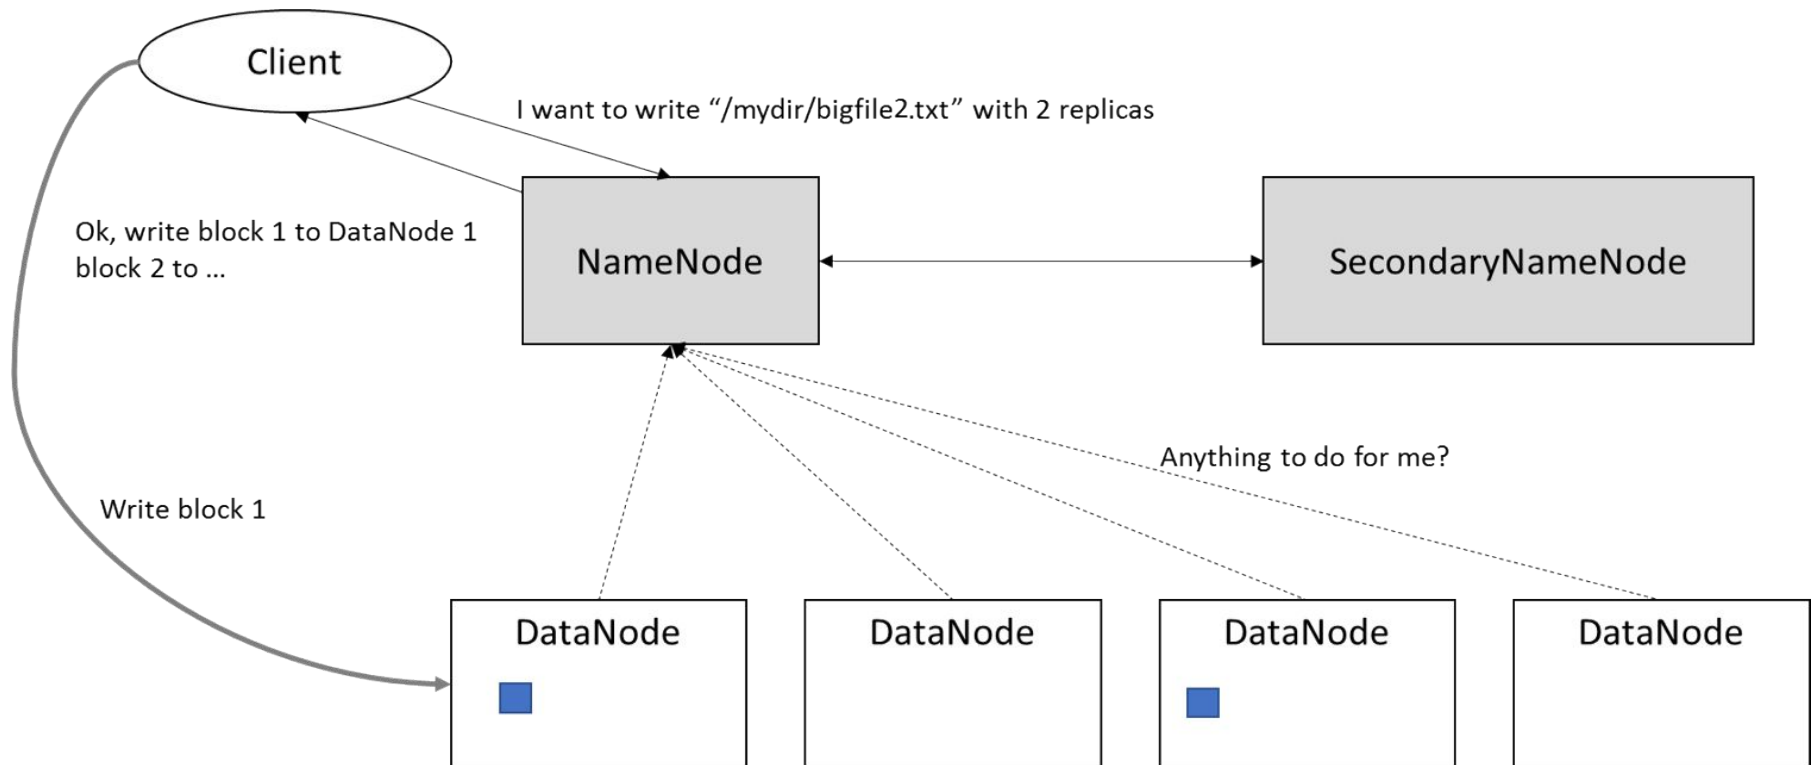 Client
I want to write “/mydir/bigfile2.txt” with 2 replicas
Ok, write block 1 to DataNode 1
block 2 to ...
NameNode
SecondaryNameNode
Anything to do for me?
Write block 1
DataNode
DataNode
DataNode
DataNode